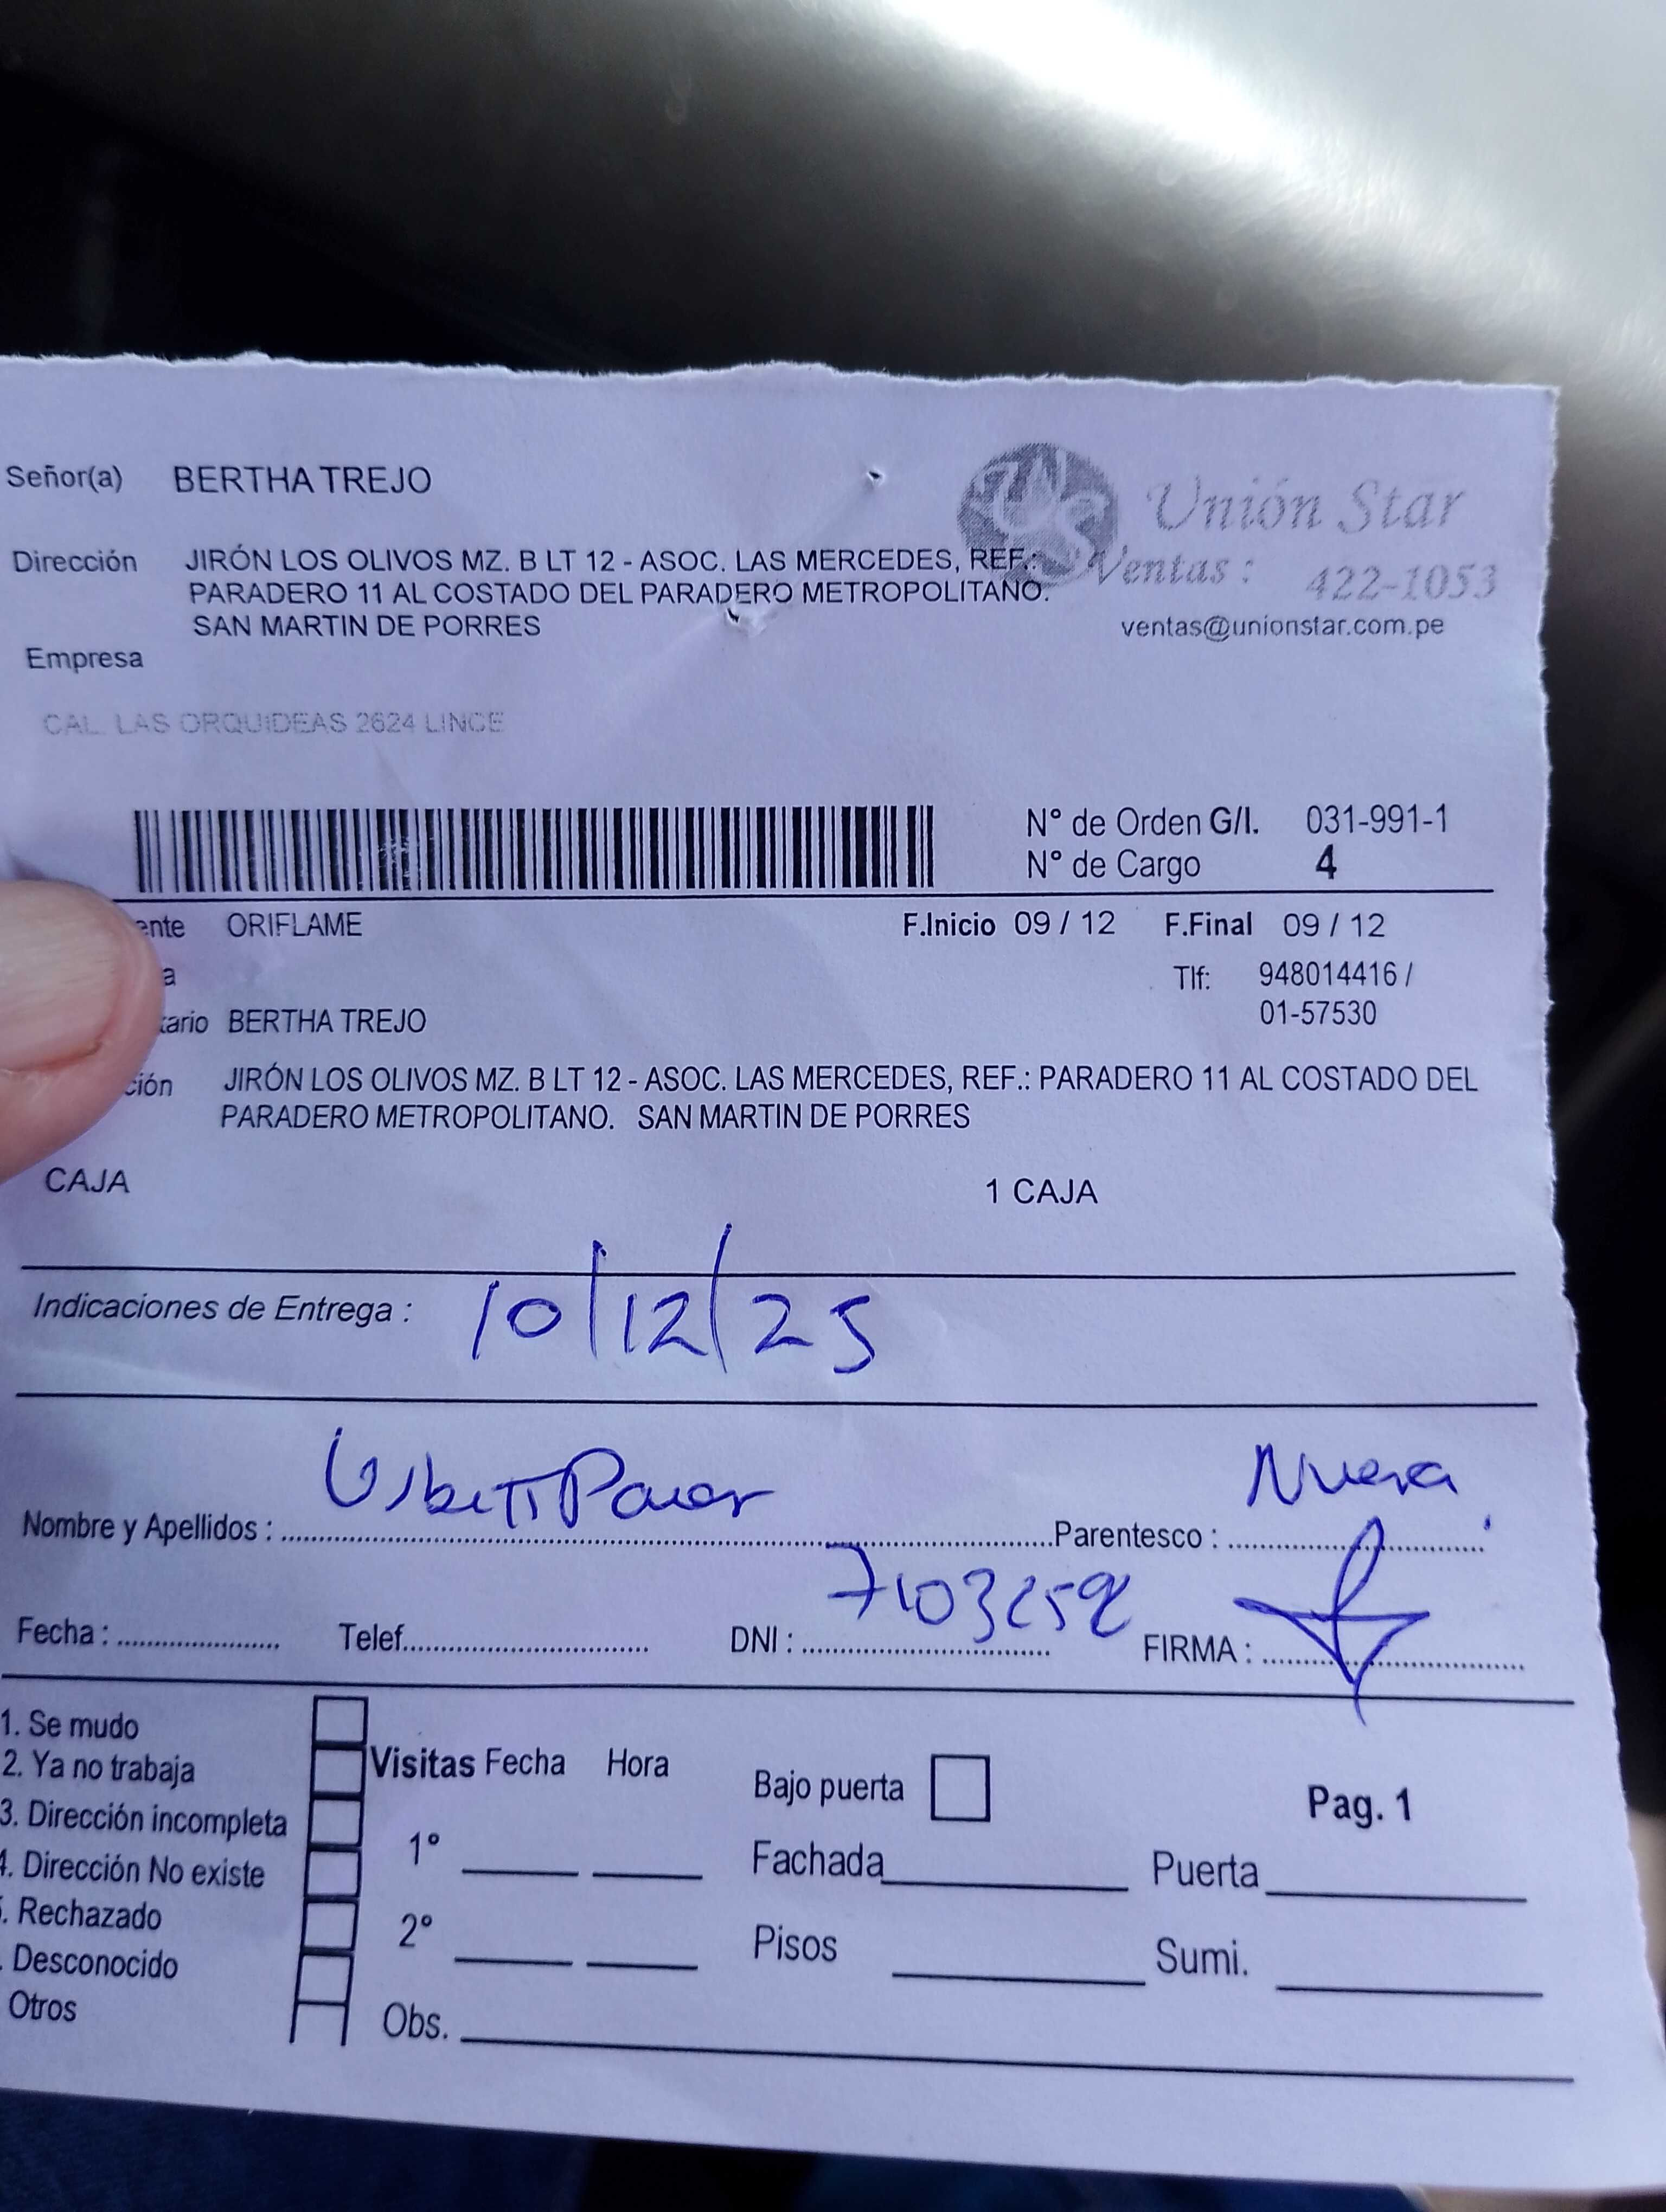 Señor(a) BERTHA TREJO
Unión Star
Dirección JIRÓN LOS OLIVOS MZ. B LT 12 - ASOC. LAS MERCEDES, REF.:
Ventas : 422-1053
PARADERO 11 AL COSTADO DEL PARADERO METROPOLITANO.
SAN MARTIN DE PORRES
ventas@unionstar.com.pe
Empresa
CAL. LAS ORQUIDEAS 2624 LINCE
N° de Orden G/I. 031-991-1
N° de Cargo 4
ente ORIFLAME F.Inicio 09 / 12 F.Final 09 / 12
a Tlf: 948014416 /
01-57530
tario BERTHA TREJO
ción JIRÓN LOS OLIVOS MZ. B LT 12 - ASOC. LAS MERCEDES, REF.: PARADERO 11 AL COSTADO DEL
PARADERO METROPOLITANO. SAN MARTIN DE PORRES
CAJA 1 CAJA
Indicaciones de Entrega : 10/12/25
Nombre y Apellidos : Parentesco : Nuera
Fecha : Telef. DNI : FIRMA :
1. Se mudo
2. Ya no trabaja
3. Dirección incompleta
4. Dirección No existe
. Rechazado
. Desconocido
Otros
Visitas Fecha Hora
1°
2°
Obs.
Bajo puerta Pag. 1
Fachada Puerta
Pisos Sumi.